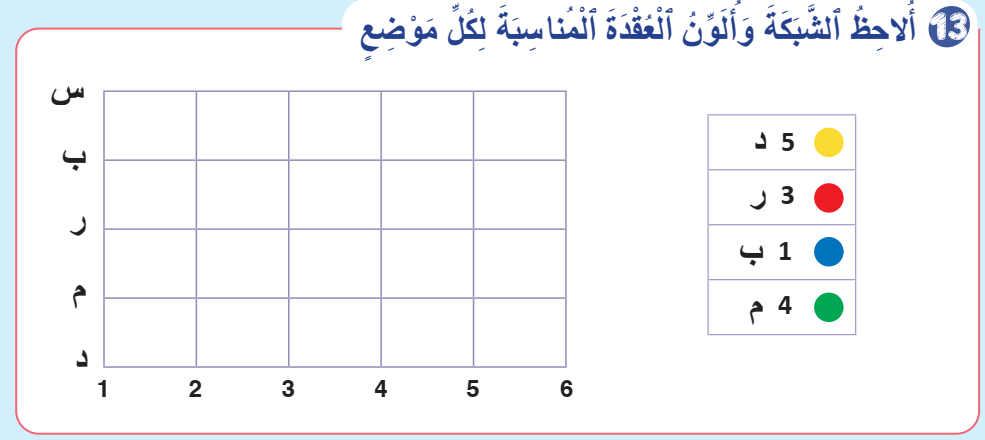 13 أُلاحِظُ ٱلشَّبَكَةَ وَأُلَوِّنُ ٱلْعُقْدَةَ ٱلْمُناسِبَةَ لِكُلِّ مَوْضِعٍ
5 د
3 ر
1 ب
4 م
س
ب
ر
م
د
1 2 3 4 5 6